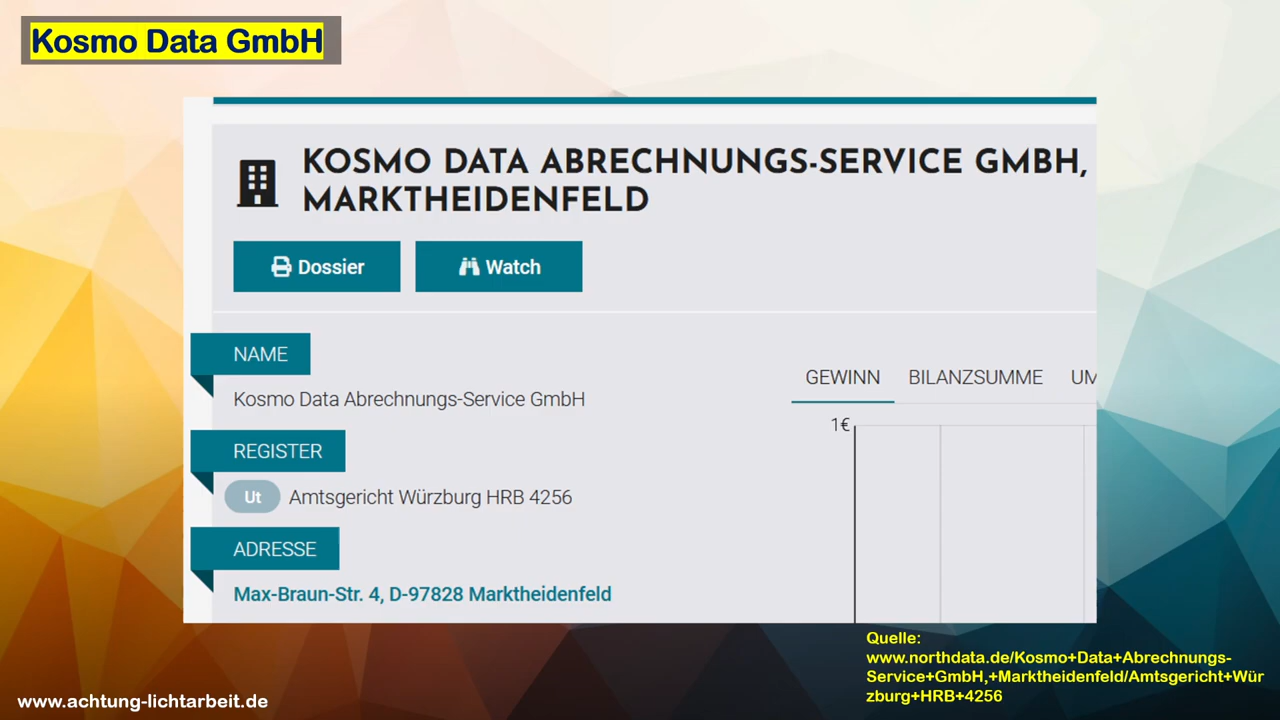 Kosmo Data GmbH
KOSMO DATA ABRECHNUNGS-SERVICE GMBH,
MARKTHEIDENFELD
Dossier
Watch
NAME
Kosmo Data Abrechnungs-Service GmbH
REGISTER
Ut Amtsgericht Würzburg HRB 4256
ADRESSE
Max-Braun-Str. 4, D-97828 Marktheidenfeld
GEWINN BILANZSUMME UM
1€
Quelle:
www.northdata.de/Kosmo+Data+Abrechnungs-
Service+GmbH,+Marktheidenfeld/Amtsgericht+Wür
zburg+HRB+4256
www.achtung-lichtarbeit.de